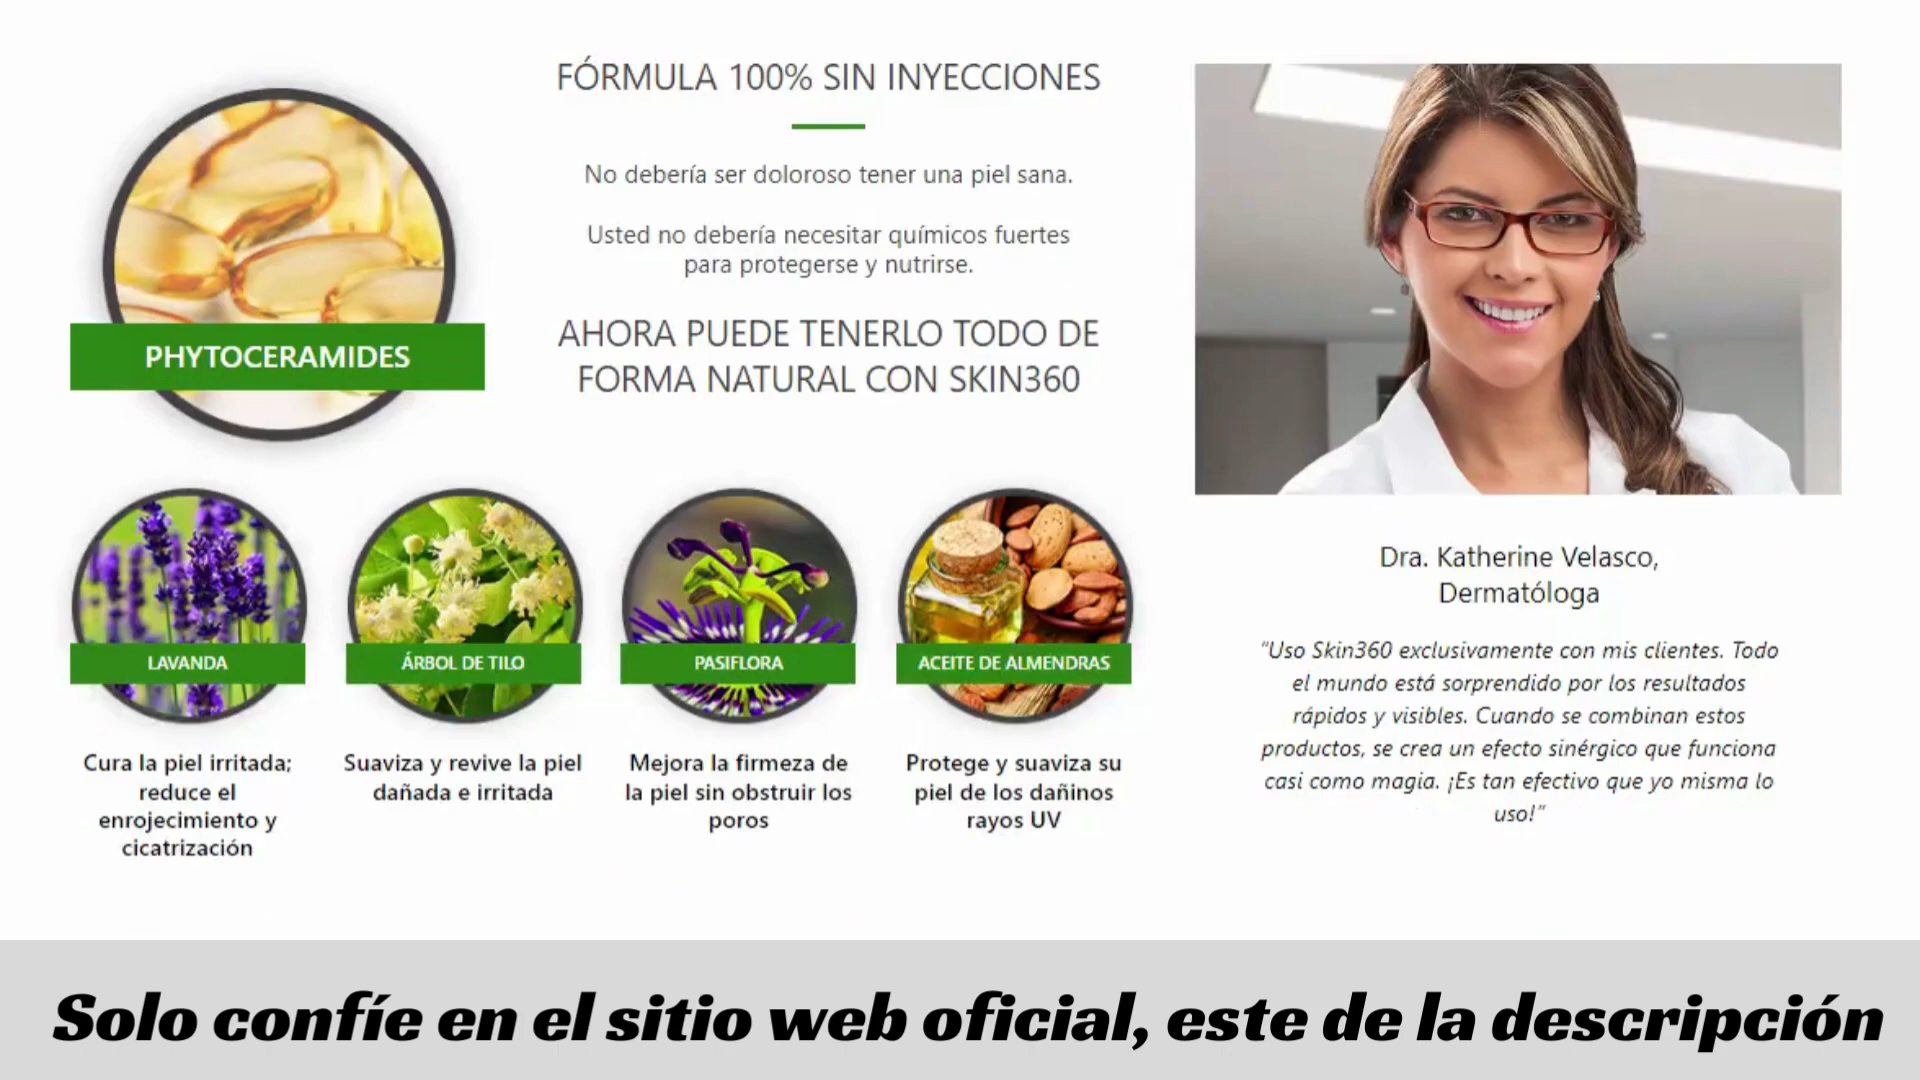 FÓRMULA 100% SIN INYECCIONES
No debería ser doloroso tener una piel sana.
Usted no debería necesitar químicos fuertes
para protegerse y nutrirse.
AHORA PUEDE TENERLO TODO DE
FORMA NATURAL CON SKIN360
PHYTOCERAMIDES
LAVANDA
Cura la piel irritada;
reduce el
enrojecimiento y
cicatrización
ÁRBOL DE TILO
Suaviza y revive la piel
dañada e irritada
PASIFLORA
Mejora la firmeza de
la piel sin obstruir los
poros
ACEITE DE ALMENDRAS
Protege y suaviza su
piel de los dañinos
rayos UV
Dra. Katherine Velasco,
Dermatóloga
“Uso Skin360 exclusivamente con mis clientes. Todo
el mundo está sorprendido por los resultados
rápidos y visibles. Cuando se combinan estos
productos, se crea un efecto sinérgico que funciona
casi como magia. ¡Es tan efectivo que yo misma lo
uso!”
Solo confíe en el sitio web oficial, este de la descripción